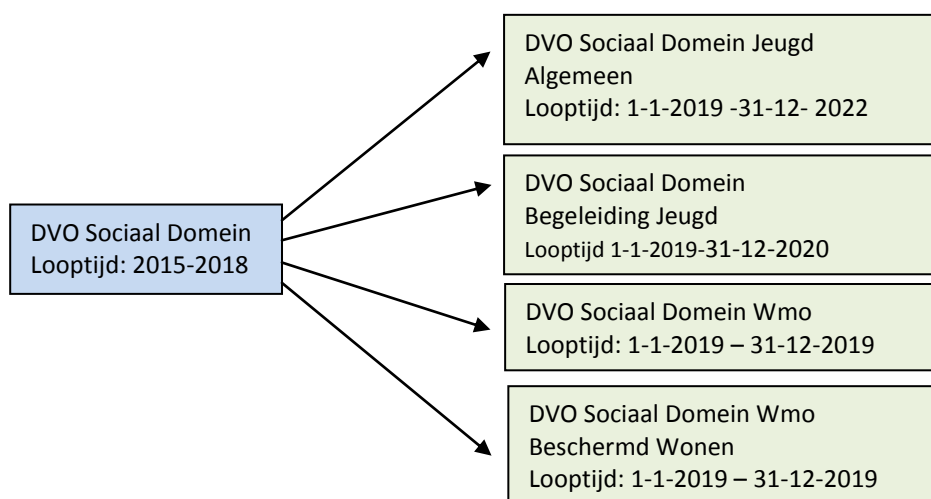 DVO Sociaal Domein
Looptijd: 2015-2018
DVO Sociaal Domein Jeugd
Algemeen
Looptijd: 1-1-2019 -31-12- 2022
DVO Sociaal Domein
Begeleiding Jeugd
Looptijd 1-1-2019-31-12-2020
DVO Sociaal Domein Wmo
Looptijd: 1-1-2019 – 31-12-2019
DVO Sociaal Domein Wmo
Beschermd Wonen
Looptijd: 1-1-2019 – 31-12-2019